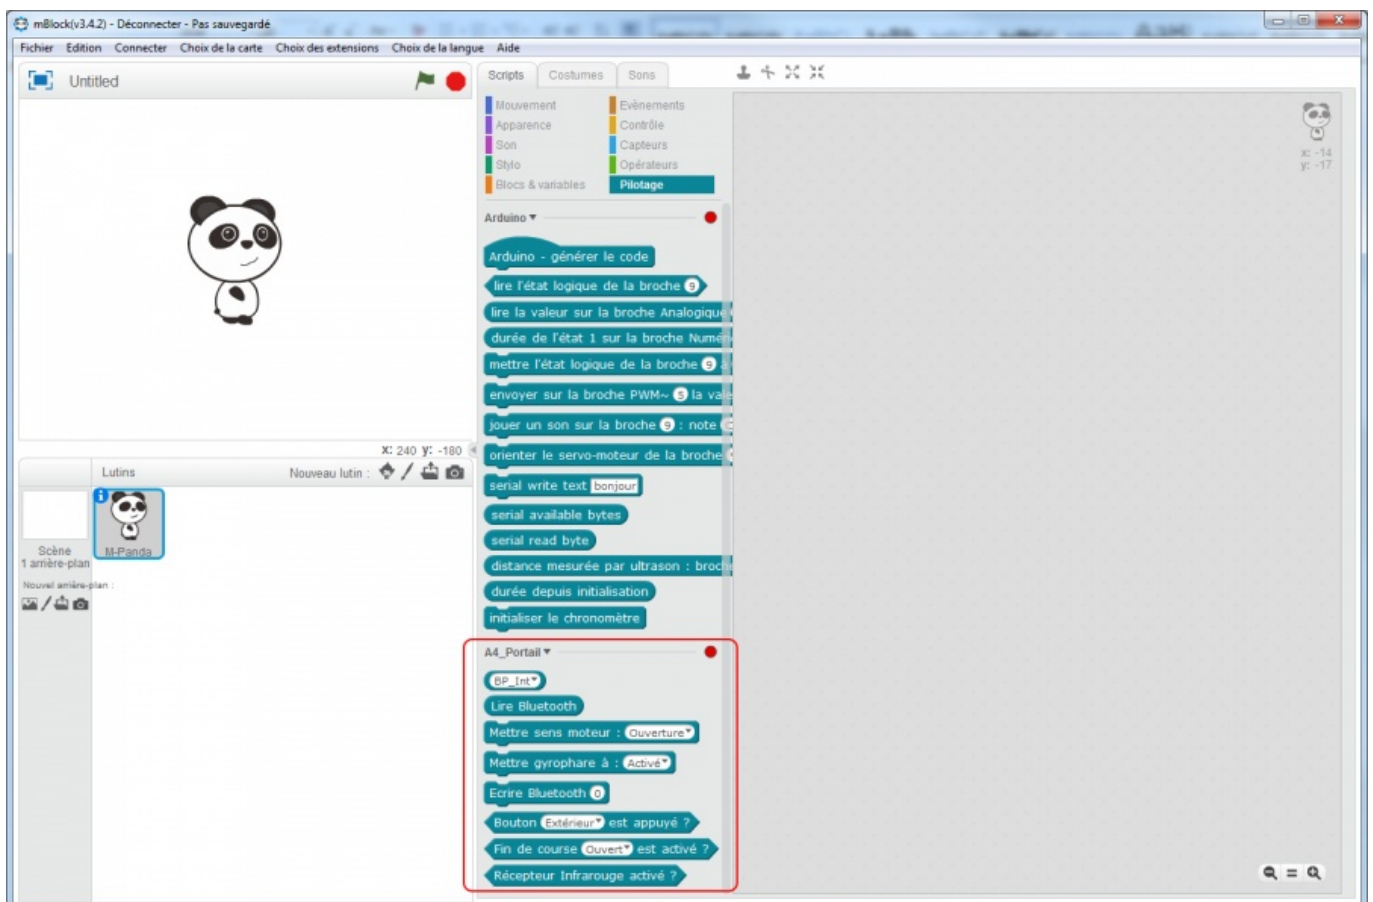 mBlock(v3.4.2) - Déconnecter - Pas sauvegardé
Fichier Edition Connecter Choix de la carte Choix des extensions Choix de la langue Aide
Untitled
Scripts Costumes Sons
Mouvement Evènements
Apparence Contrôle
Son Capteurs
Stylo Opérateurs
Blocs & variables Pilotage
x: -14
y: -17
Arduino
Arduino - générer le code
lire l'état logique de la broche 9
lire la valeur sur la broche Analogique
durée de l'état 1 sur la broche Numé
mettre l'état logique de la broche 9 à
envoyer sur la broche PWM~ 5 la vale
jouer un son sur la broche 9 : note
orienter le servo-moteur de la broche
serial write text bonjour
serial available bytes
serial read byte
distance mesurée par ultrason : broch
durée depuis initialisation
initialiser le chronomètre
A4_Portail
BP_Int
Lire Bluetooth
Mettre sens moteur : Ouverture
Mettre gyrophare à : Activé
Ecrire Bluetooth 0
Bouton Extérieur est appuyé ?
Fin de course Ouvert est activé ?
Récepteur Infrarouge activé ?
x: 240 y: -180
Lutins Nouveau lutin :
Scène
1 arrière-plan
M-Panda
Nouvel arrière-plan :